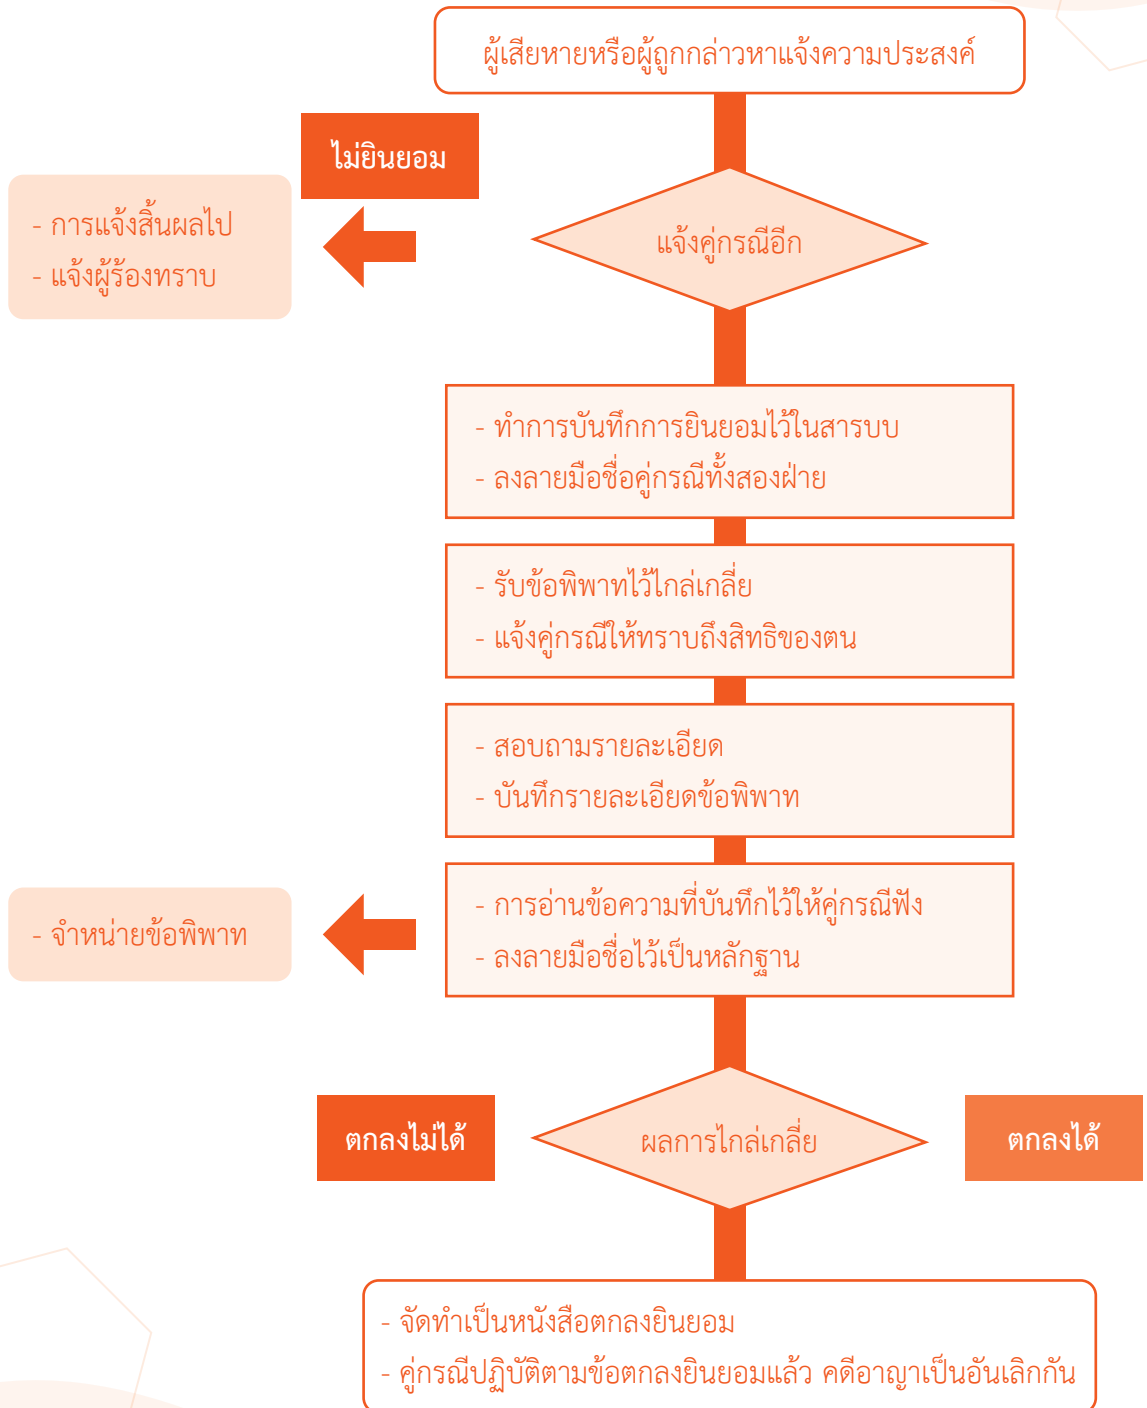 ผู้เสียหายหรือผู้ถูกกล่าวหาแจ้งความประสงค์
ไม่ยินยอม
- การแจ้งสิ้นผลไป
- แจ้งผู้ร้องทราบ
แจ้งคู่กรณีอีก
- ทำการบันทึกการยินยอมไว้ในสารบบ
- ลงลายมือชื่อคู่กรณีทั้งสองฝ่าย
- รับข้อพิพาทไว้ไกล่เกลี่ย
- แจ้งคู่กรณีให้ทราบถึงสิทธิของตน
- สอบถามรายละเอียด
- บันทึกรายละเอียดข้อพิพาท
- การอ่านข้อความที่บันทึกไว้ให้คู่กรณีฟัง
- ลงลายมือชื่อไว้เป็นหลักฐาน
- จำหน่ายข้อพิพาท
ตกลงไม่ได้
ผลการไกล่เกลี่ย
ตกลงได้
- จัดทำเป็นหนังสือตกลงยินยอม
- คู่กรณีปฏิบัติตามข้อตกลงยินยอมแล้ว คดีอาญาเป็นอันเลิกกัน